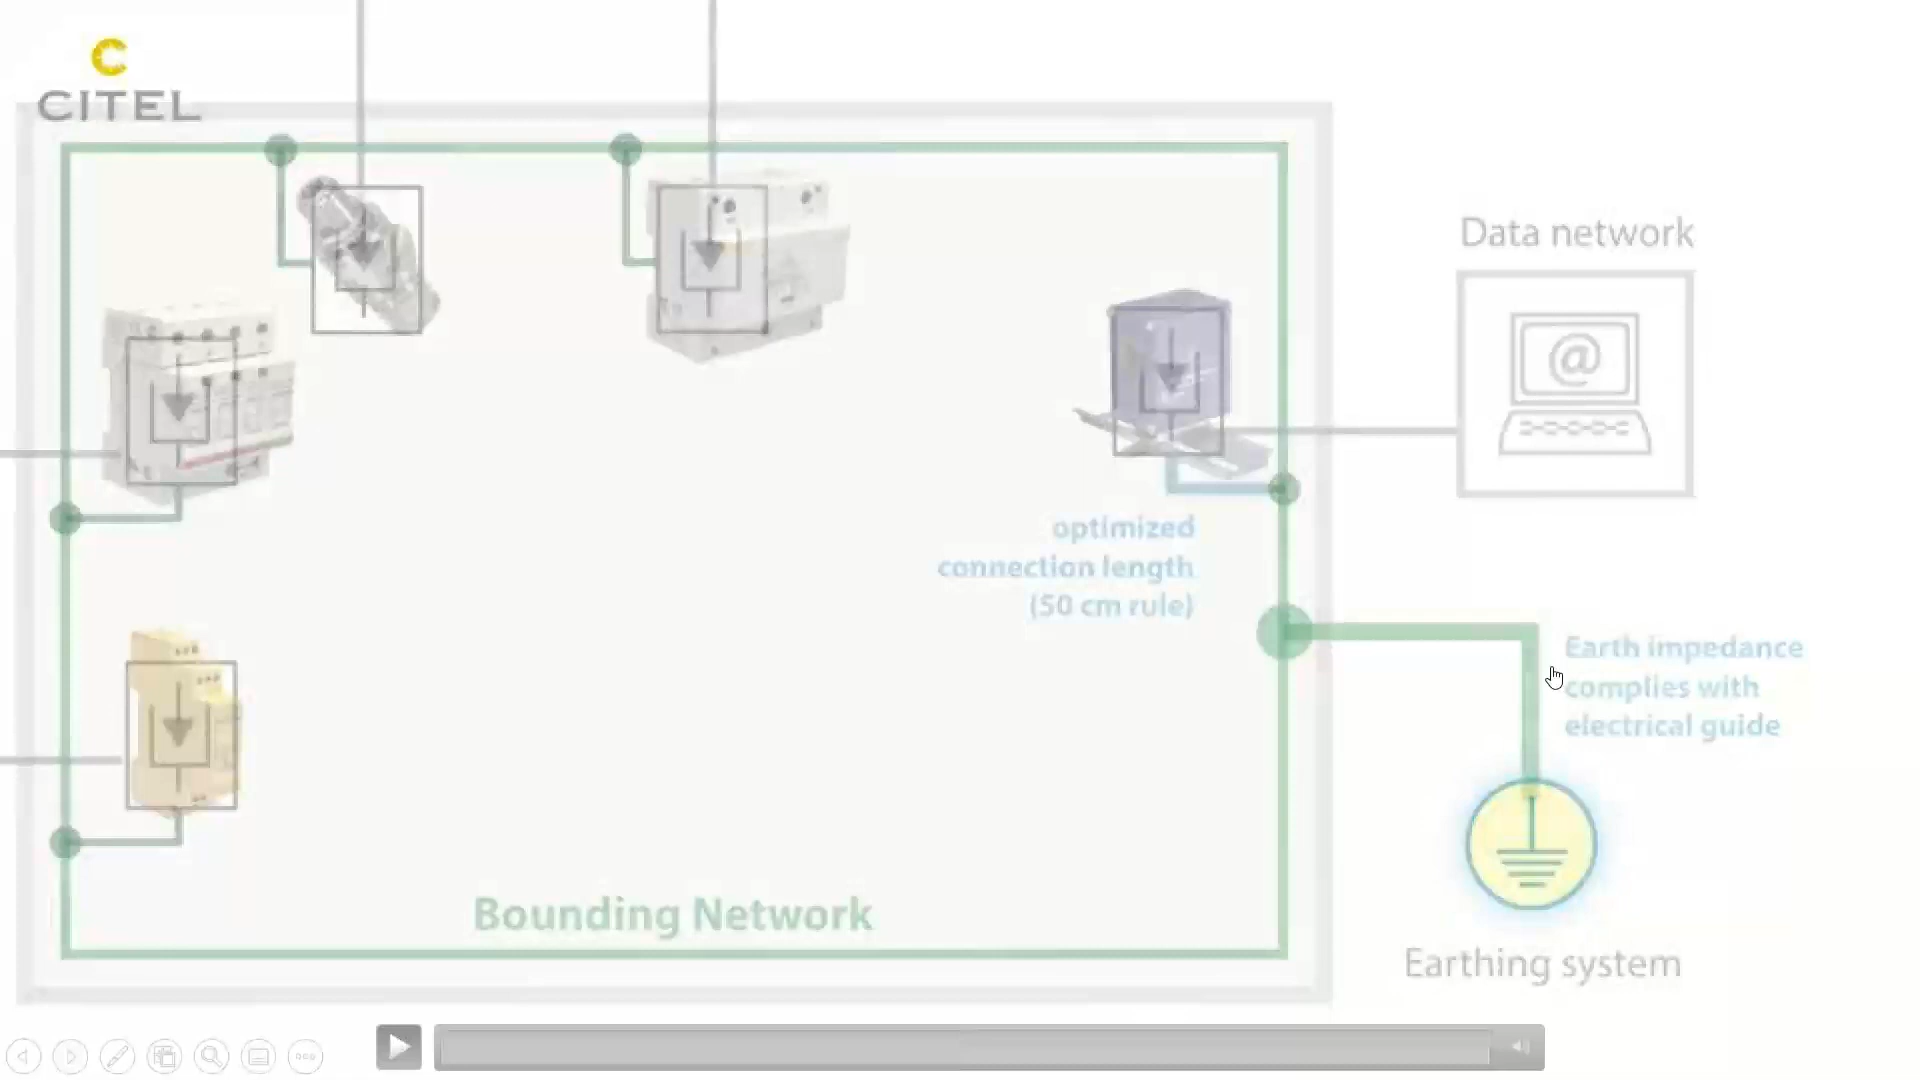 C
CITEL
Data network
@
optimized
connection length
(50 cm rule)
Earth impedance
complies with
electrical guide
Bounding Network
Earthing system